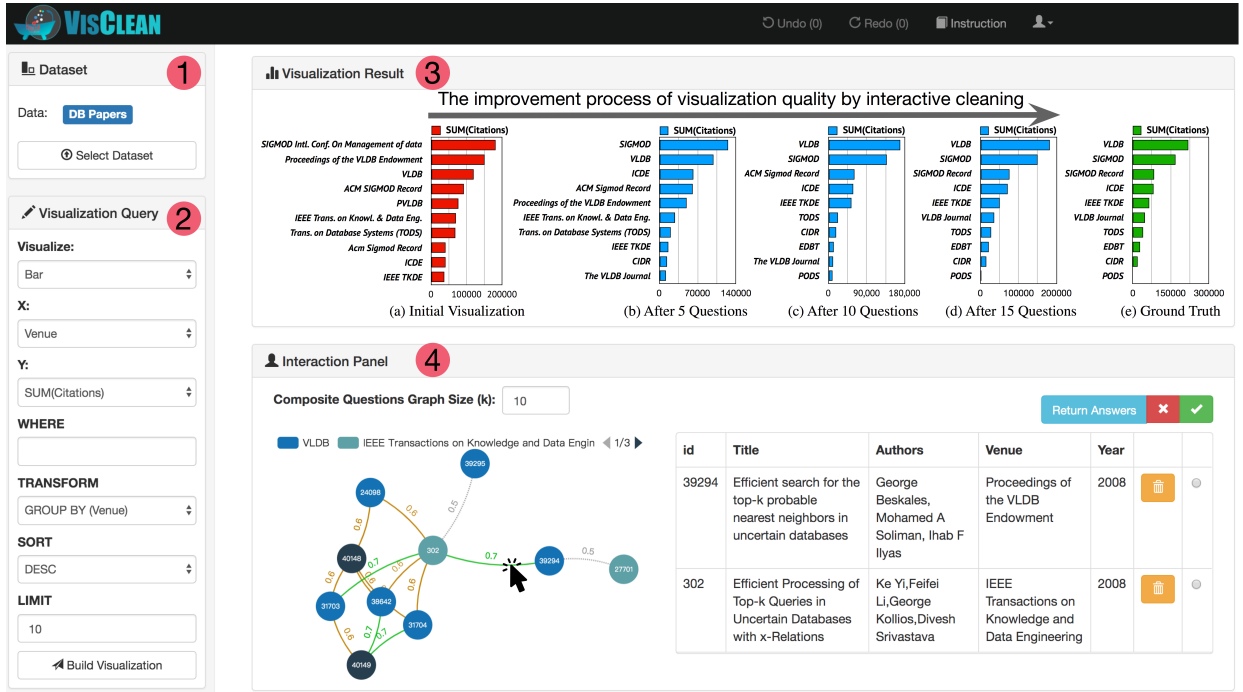 VISCLEAN
Undo (0)
Redo (0)
Instruction
Dataset
1
Data:
DB Papers
Select Dataset
Visualization Query
2
Visualize:
Bar
X:
Venue
Y:
SUM(Citations)
WHERE
TRANSFORM
GROUP BY (Venue)
SORT
DESC
LIMIT
10
Build Visualization
Visualization Result
3
The improvement process of visualization quality by interactive cleaning
SUM(Citations)
SIGMOD Intl. Conf. On Management of data
Proceedings of the VLDB Endowment
VLDB
ACM SIGMOD Record
PVLDB
IEEE Trans. on Knowl. & Data Eng.
Trans. on Database Systems (TODS)
Acm Sigmod Record
ICDE
IEEE TKDE
0 100000 200000
(a) Initial Visualization
SUM(Citations)
SIGMOD
VLDB
ICDE
ACM Sigmod Record
Proceedings of the VLDB Endowment
IEEE Trans. on Knowl. & Data Eng.
Trans. on Database Systems (TODS)
IEEE TKDE
CIDR
The VLDB Journal
0 70000 140000
(b) After 5 Questions
SUM(Citations)
VLDB
SIGMOD
ACM Sigmod Record
ICDE
IEEE TKDE
TODS
CIDR
EDBT
The VLDB Journal
PODS
0 90,000 180,000
(c) After 10 Questions
SUM(Citations)
VLDB
SIGMOD
SIGMOD Record
ICDE
IEEE TKDE
VLDB Journal
TODS
EDBT
CIDR
PODS
0 100000 200000
(d) After 15 Questions
SUM(Citations)
VLDB
SIGMOD
SIGMOD Record
ICDE
IEEE TKDE
VLDB Journal
TODS
EDBT
CIDR
PODS
0 150000 300000
(e) Ground Truth
Interaction Panel
4
Composite Questions Graph Size (k):
10
VLDB
IEEE Transactions on Knowledge and Data Engin
1/3
39295
24098
0.5
0.6
0.6
302
40148
0.7
0.6
0.7
39294
0.5
27701
0.6
0.6
0.6
31703
38642
31704
0.6
0.7
0.7
40149
Return Answers
id Title Authors Venue Year
39294 Efficient search for the George Proceedings of 2008
top-k probable Beskales, the VLDB
nearest neighbors in Mohamed A Endowment
uncertain databases Soliman, Ihab F
Ilyas
302 Efficient Processing of Ke Yi,Feifei IEEE 2008
Top-k Queries in Li,George Transactions on
Uncertain Databases Kollios,Divesh Knowledge and
with x-Relations Srivastava Data Engineering